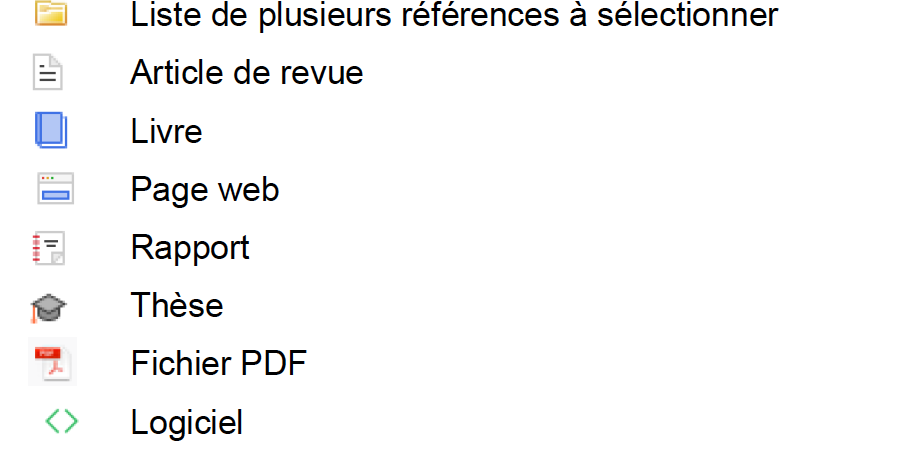 Liste de plusieurs références à sélectionner
Article de revue
Livre
Page web
Rapport
Thèse
Fichier PDF
Logiciel